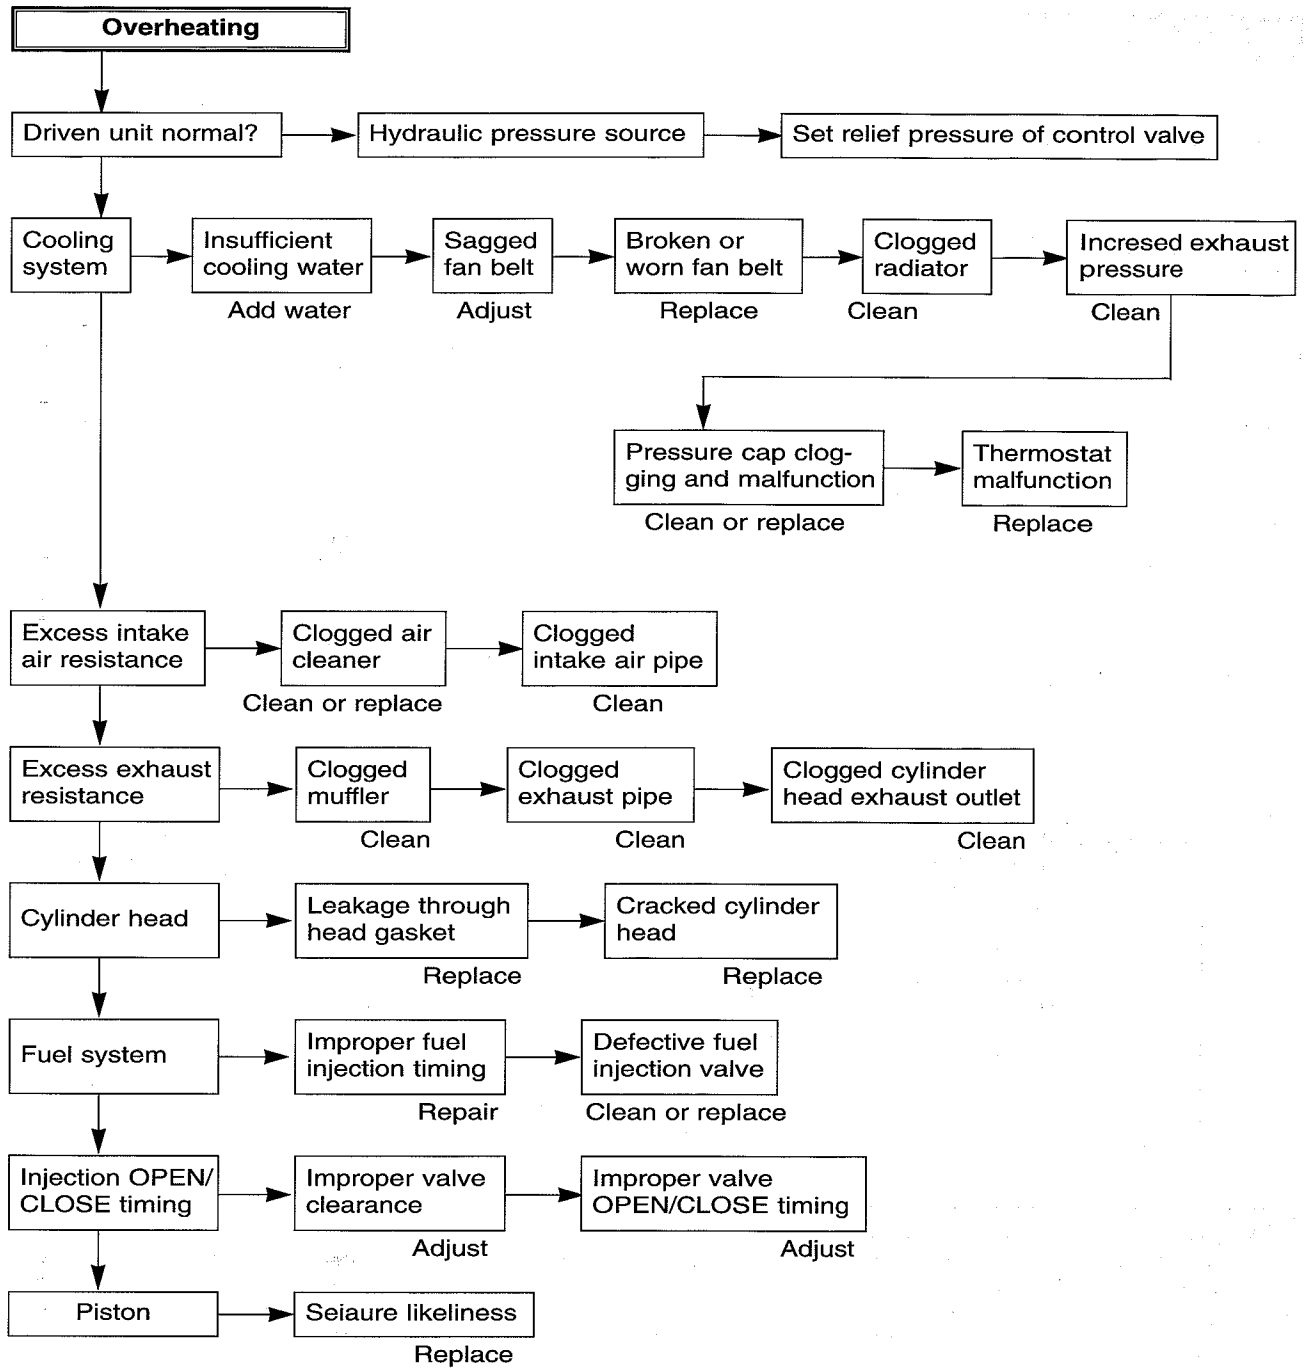 Overheating
Driven unit normal?
Hydraulic pressure source
Set relief pressure of control valve
Cooling
system
Insufficient
cooling water
Add water
Sagged
fan belt
Adjust
Broken or
worn fan belt
Replace
Clogged
radiator
Clean
Incresed exhaust
pressure
Clean
Pressure cap clog-
ging and malfunction
Clean or replace
Thermostat
malfunction
Replace
Excess intake
air resistance
Clogged air
cleaner
Clean or replace
Clogged
intake air pipe
Clean
Excess exhaust
resistance
Clogged
muffler
Clean
Clogged
exhaust pipe
Clean
Clogged cylinder
head exhaust outlet
Clean
Cylinder head
Leakage through
head gasket
Replace
Cracked cylinder
head
Replace
Fuel system
Improper fuel
injection timing
Repair
Defective fuel
injection valve
Clean or replace
Injection OPEN/
CLOSE timing
Improper valve
clearance
Adjust
Improper valve
OPEN/CLOSE timing
Adjust
Piston
Seiaure likeliness
Replace